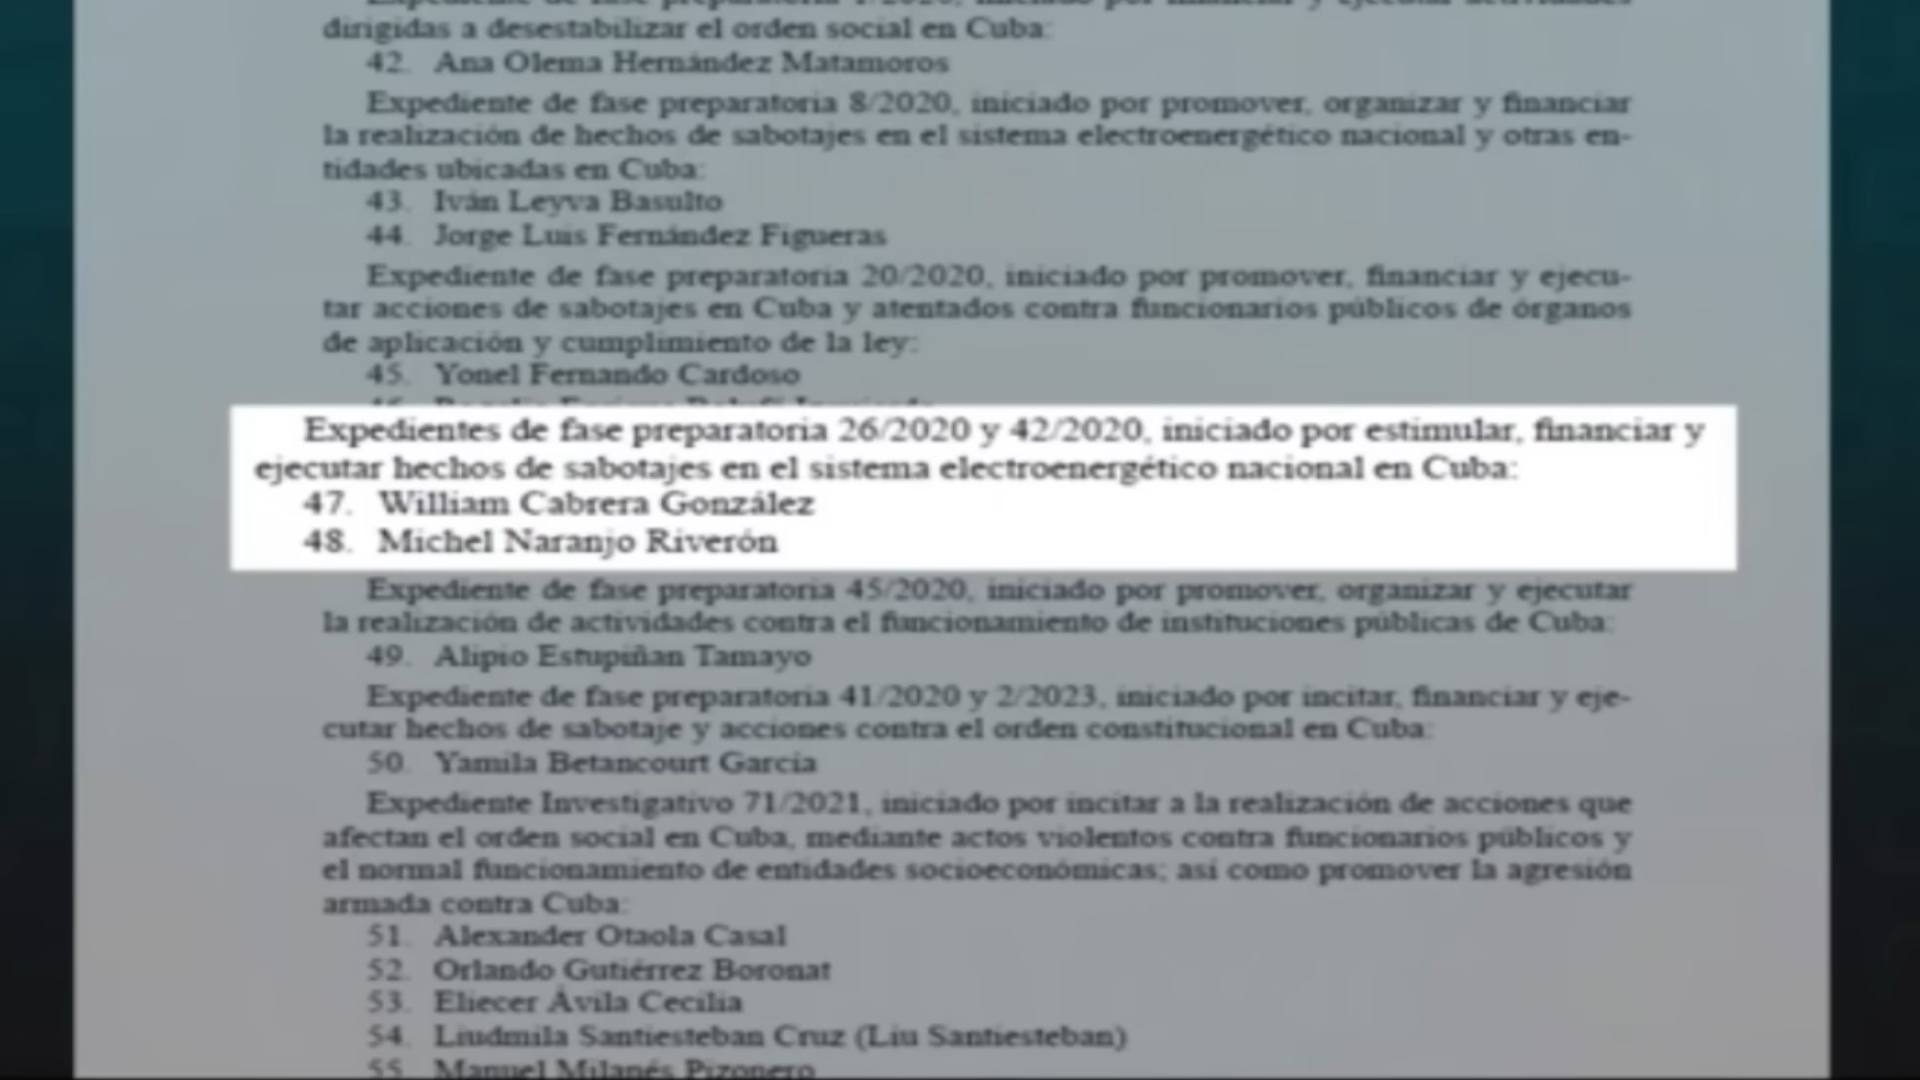 dirigidas a desestabilizar el orden social en Cuba:
42. Ana Olema Hernández Matamoros
Expediente de fase preparatoria 8/2020, iniciado por promover, organizar y financiar
la realización de hechos de sabotajes en el sistema electroenergético nacional y otras en-
tidades ubicadas en Cuba:
43. Iván Leyva Basulto
44. Jorge Luis Fernández Figueras
Expediente de fase preparatoria 20/2020, iniciado por promover, financiar y ejecu-
tar acciones de sabotajes en Cuba y atentados contra funcionarios públicos de órganos
de aplicación y cumplimiento de la ley:
45. Yonel Fernando Cardoso
Expedientes de fase preparatoria 26/2020 y 42/2020, iniciado por estimular, financiar y
ejecutar hechos de sabotajes en el sistema electroenergético nacional en Cuba:
47. William Cabrera González
48. Michel Naranjo Riverón
Expediente de fase preparatoria 45/2020, iniciado por promover, organizar y ejecutar
la realización de actividades contra el funcionamiento de instituciones públicas de Cuba:
49. Alipio Estupiñan Tamayo
Expediente de fase preparatoria 41/2020 y 2/2023, iniciado por incitar, financiar y eje-
cutar hechos de sabotaje y acciones contra el orden constitucional en Cuba:
50. Yamila Betancourt García
Expediente Investigativo 71/2021, iniciado por incitar a la realización de acciones que
afectan el orden social en Cuba, mediante actos violentos contra funcionarios públicos y
el normal funcionamiento de entidades socioeconómicas; así como promover la agresión
armada contra Cuba:
51. Alexander Otaola Casal
52. Orlando Gutiérrez Boronat
53. Eliecer Ávila Cecilia
54. Liudmila Santiesteban Cruz (Liu Santiesteban)
55. Manuel Milanés Pizonero